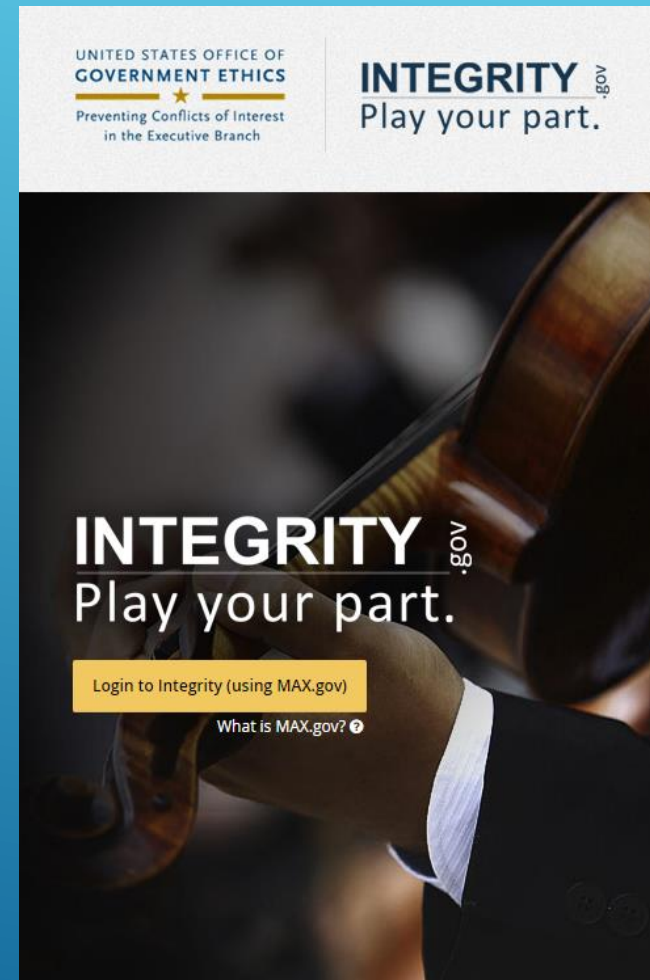 UNITED STATES OFFICE OF
GOVERNMENT ETHICS
Preventing Conflicts of Interest
in the Executive Branch
INTEGRITY .gov
Play your part.
INTEGRITY .gov
Play your part.
Login to Integrity (using MAX.gov)
What is MAX.gov? ?